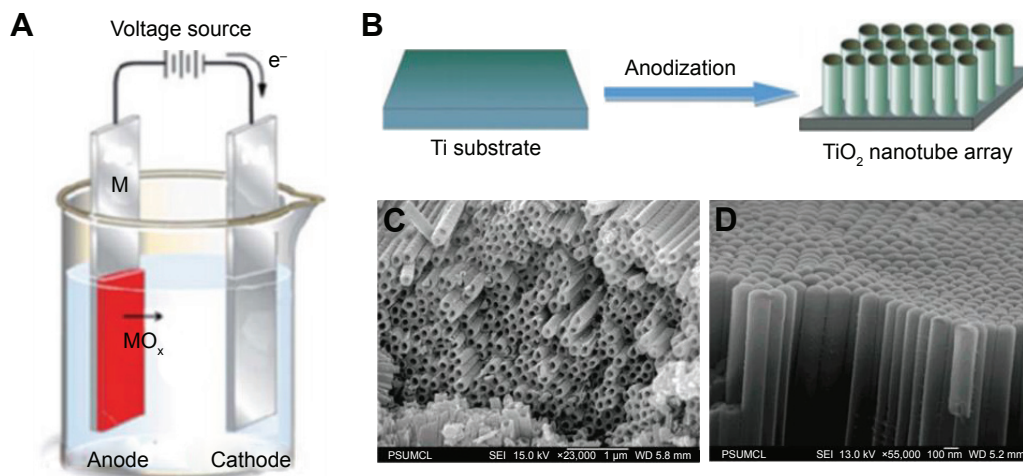 A
Voltage source
e⁻
M
MOₓ
Anode
Cathode
B
Anodization
Ti substrate
TiO₂ nanotube array
C
PSUMCL SEI 15.0 kV ×23,000 1 µm WD 5.8 mm
D
PSUMCL SEI 13.0 kV ×55,000 100 nm WD 5.2 mm